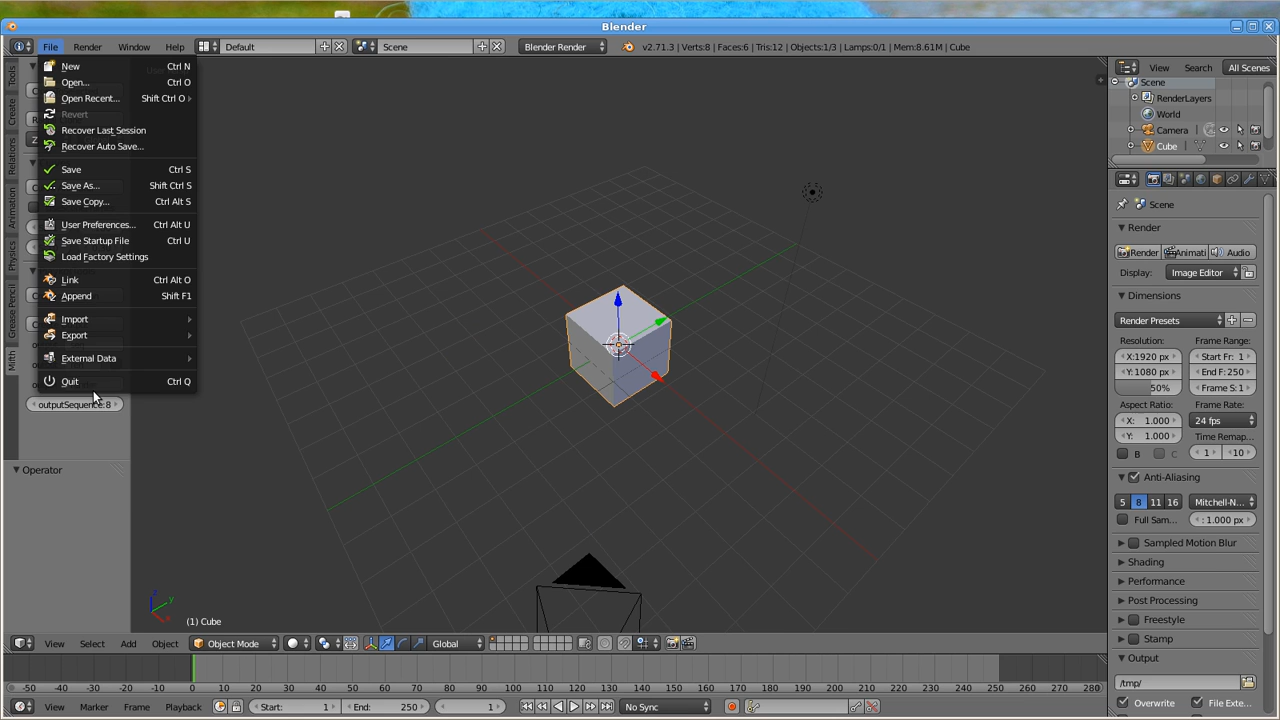 Blender
File Render Window Help Default Scene Blender Render v2.71.3 | Verts:8 | Faces:6 | Tris:12 | Objects:1/3 | Lamps:0/1 | Mem:8.61M | Cube
New Ctrl N
Open... Ctrl O
Open Recent... Shift Ctrl O
Revert
Recover Last Session
Recover Auto Save...
Save Ctrl S
Save As... Shift Ctrl S
Save Copy... Ctrl Alt S
User Preferences... Ctrl Alt U
Save Startup File Ctrl U
Load Factory Settings
Link Ctrl Alt O
Append Shift F1
Import
Export
External Data
Quit Ctrl Q
outputSequence:8
Operator
Tools
Create
Relations
Animation
Physics
Grease Pencil
Mifth
(1) Cube
View Select Add Object Object Mode Global
-50 -40 -30 -20 -10 0 10 20 30 40 50 60 70 80 90 100 110 120 130 140 150 160 170 180 190 200 210 220 230 240 250 260 270 280
View Marker Frame Playback Start: 1 End: 250 1 No Sync
View Search All Scenes
Scene
RenderLayers
World
Camera
Cube
Scene
Render
Render Animati Audio
Display: Image Editor
Dimensions
Render Presets
Resolution: Frame Range:
X:1920 px Start Fr: 1
Y:1080 px End F:250
50% Frame S:1
Aspect Ratio: Frame Rate:
X: 1.000 24 fps
Y: 1.000 Time Remap...
B C 1 10
Anti-Aliasing
5 8 11 16 Mitchell-N...
Full Sam... : 1.000 px
Sampled Motion Blur
Shading
Performance
Post Processing
Freestyle
Stamp
Output
/tmp/
Overwrite File Exte...